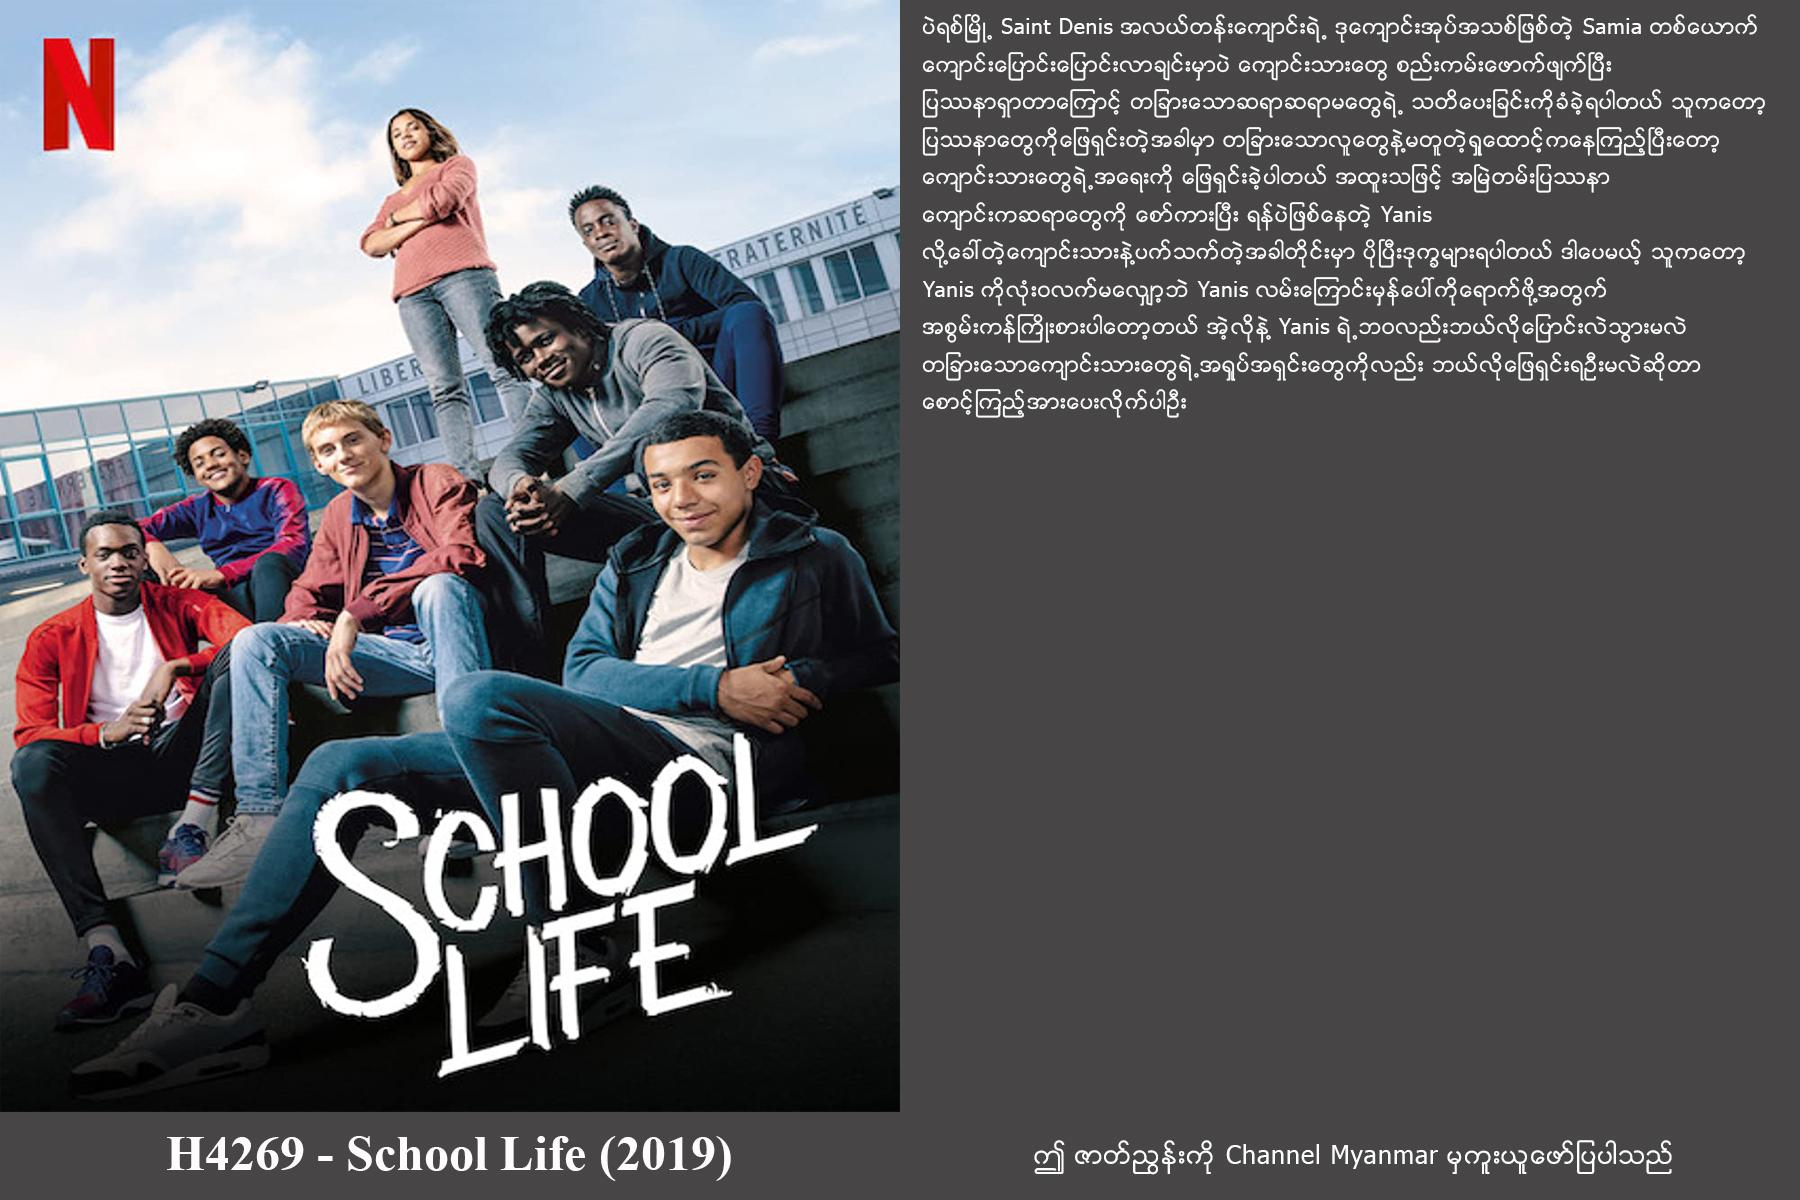 N
LIBER
FRATERNITÉ
SCHOOL
LIFE
H4269 - School Life (2019)
ပဲရစ်မြို့ Saint Denis အလယ်တန်းကျောင်းရဲ့ ဒုကျောင်းအုပ်အသစ်ဖြစ်တဲ့ Samia တစ်ယောက်
ကျောင်းပြောင်းပြောင်းလာချင်းမှာပဲ ကျောင်းသားတွေ စည်းကမ်းဖောက်ဖျက်ပြီး
ပြဿနာရှာတာကြောင့် တခြားသောဆရာဆရာမတွေရဲ့ သတိပေးခြင်းကိုခံခဲ့ရပါတယ် သူကတော့
ပြဿနာတွေကိုဖြေရှင်းတဲ့အခါမှာ တခြားသောလူတွေနဲ့မတူတဲ့ရှုထောင့်ကနေကြည့်ပြီးတော့
ကျောင်းသားတွေရဲ့အရေးကို ဖြေရှင်းခဲ့ပါတယ် အထူးသဖြင့် အမြဲတမ်းပြဿနာ
ကျောင်းကဆရာတွေကို စော်ကားပြီး ရန်ပဲဖြစ်နေတဲ့ Yanis
လို့ခေါ်တဲ့ကျောင်းသားနဲ့ပက်သက်တဲ့အခါတိုင်းမှာ ပိုပြီးဒုက္ခများရပါတယ် ဒါပေမယ့် သူကတော့
Yanis ကိုလုံးဝလက်မလျှော့ဘဲ Yanis လမ်းကြောင်းမှန်ပေါ်ကိုရောက်ဖို့အတွက်
အစွမ်းကန်ကြိုးစားပါတော့တယ် အဲ့လိုနဲ့ Yanis ရဲ့ဘဝလည်းဘယ်လိုပြောင်းလဲသွားမလဲ
တခြားသောကျောင်းသားတွေရဲ့အရှုပ်အရှင်းတွေကိုလည်း ဘယ်လိုဖြေရှင်းရဦးမလဲဆိုတာ
စောင့်ကြည့်အားပေးလိုက်ပါဦး
ဤ ဇာတ်ညွှန်းကို Channel Myanmar မှကူးယူဖော်ပြပါသည်